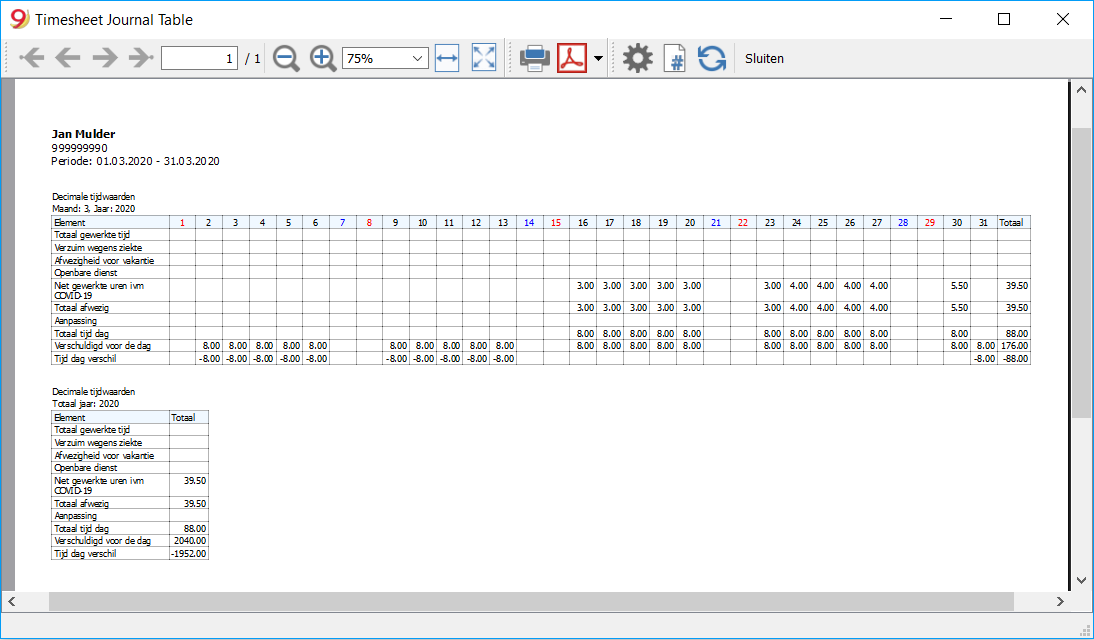 Timesheet Journal Table
1 / 1 75% Sluiten
Jan Mulder
999999990
Periode: 01.03.2020 - 31.03.2020
Decimale tijdwaarden
Maand: 3, Jaar: 2020
Element 1 2 3 4 5 6 7 8 9 10 11 12 13 14 15 16 17 18 19 20 21 22 23 24 25 26 27 28 29 30 31 Totaal
Totaal gewerkte tijd
Verzuim wegens ziekte
Afwezigheid voor vakantie
Openbare dienst
Net gewerkte uren ivm 3.00 3.00 3.00 3.00 3.00 3.00 4.00 4.00 4.00 4.00 5.50 39.50
COVID-19
Totaal afwezig 3.00 3.00 3.00 3.00 3.00 3.00 4.00 4.00 4.00 4.00 5.50 39.50
Aanpassing
Totaal tijd dag 8.00 8.00 8.00 8.00 8.00 8.00 8.00 8.00 8.00 8.00 8.00 88.00
Verschuldigd voor de dag 8.00 8.00 8.00 8.00 8.00 8.00 8.00 8.00 8.00 8.00 8.00 8.00 8.00 8.00 8.00 8.00 8.00 8.00 8.00 8.00 8.00 8.00 176.00
Tijd dag verschil -8.00 -8.00 -8.00 -8.00 -8.00 -8.00 -8.00 -8.00 -8.00 -8.00 -8.00 -88.00
Decimale tijdwaarden
Totaal jaar: 2020
Element Totaal
Totaal gewerkte tijd
Verzuim wegens ziekte
Afwezigheid voor vakantie
Openbare dienst
Net gewerkte uren ivm 39.50
COVID-19
Totaal afwezig 39.50
Aanpassing
Totaal tijd dag 88.00
Verschuldigd voor de dag 2040.00
Tijd dag verschil -1952.00